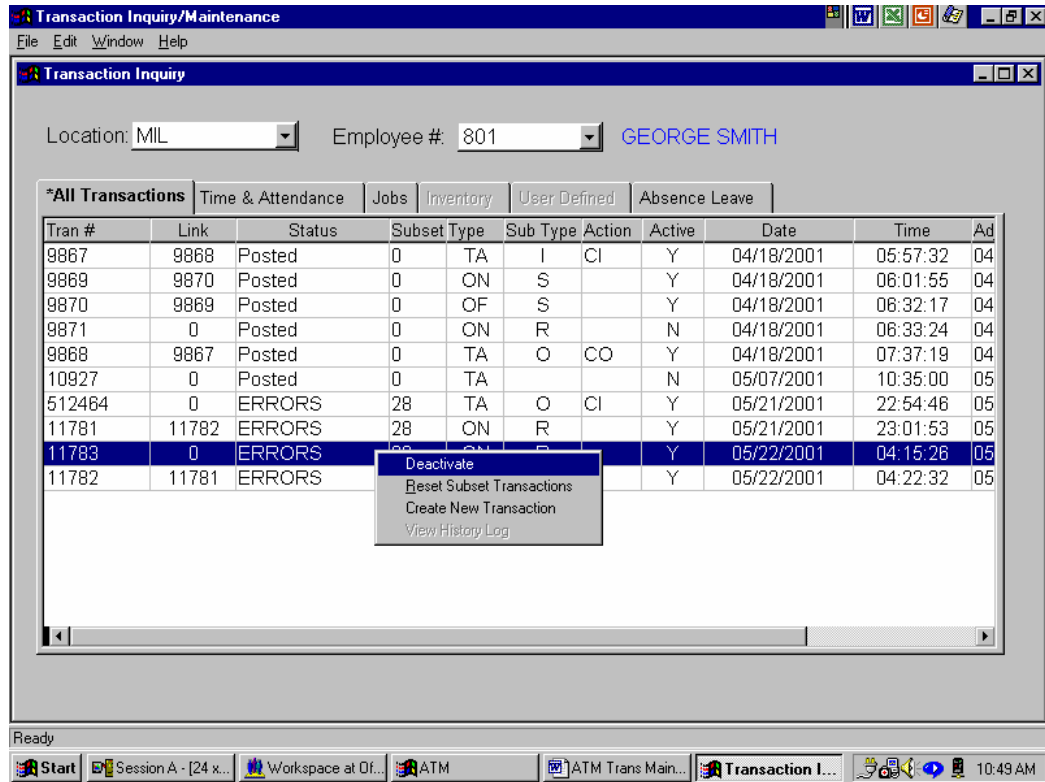 Transaction Inquiry/Maintenance
File Edit Window Help
Transaction Inquiry
Location: MIL Employee #: 801 GEORGE SMITH
*All Transactions Time & Attendance Jobs Inventory User Defined Absence Leave
Tran # Link Status Subset Type Sub Type Action Active Date Time Ad
9867 9868 Posted 0 TA I CI Y 04/18/2001 05:57:32 04
9869 9870 Posted 0 ON S Y 04/18/2001 06:01:55 04
9870 9869 Posted 0 OF S Y 04/18/2001 06:32:17 04
9871 0 Posted 0 ON R N 04/18/2001 06:33:24 04
9868 9867 Posted 0 TA O CO Y 04/18/2001 07:37:19 04
10927 0 Posted 0 TA N 05/07/2001 10:35:00 05
512464 0 ERRORS 28 TA O CI Y 05/21/2001 22:54:46 05
11781 11782 ERRORS 28 ON R Y 05/21/2001 23:01:53 05
11783 0 ERRORS Y 05/22/2001 04:15:26 05
11782 11781 ERRORS Y 05/22/2001 04:22:32 05
Deactivate
Reset Subset Transactions
Create New Transaction
View History Log
Ready
Start Session A - [24 x... Workspace at Of... ATM ATM Trans Main... Transaction I... 10:49 AM